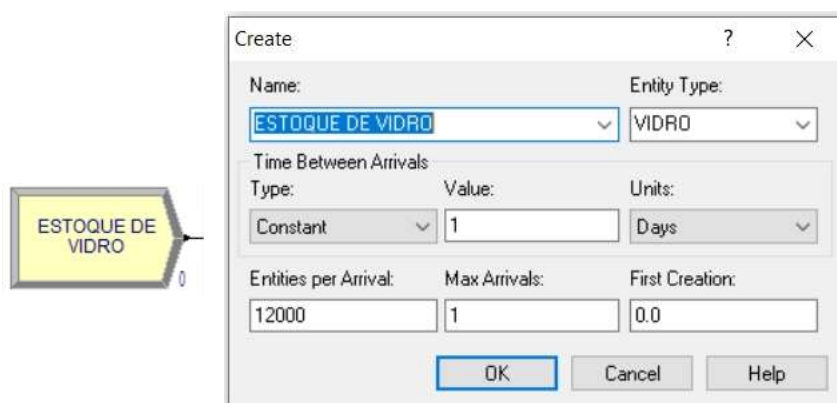 ESTOQUE DE
VIDRO
0
Create ? ×
Name: Entity Type:
ESTOQUE DE VIDRO VIDRO
Time Between Arrivals
Type: Value: Units:
Constant 1 Days
Entities per Arrival: Max Arrivals: First Creation:
12000 1 0.0
OK Cancel Help